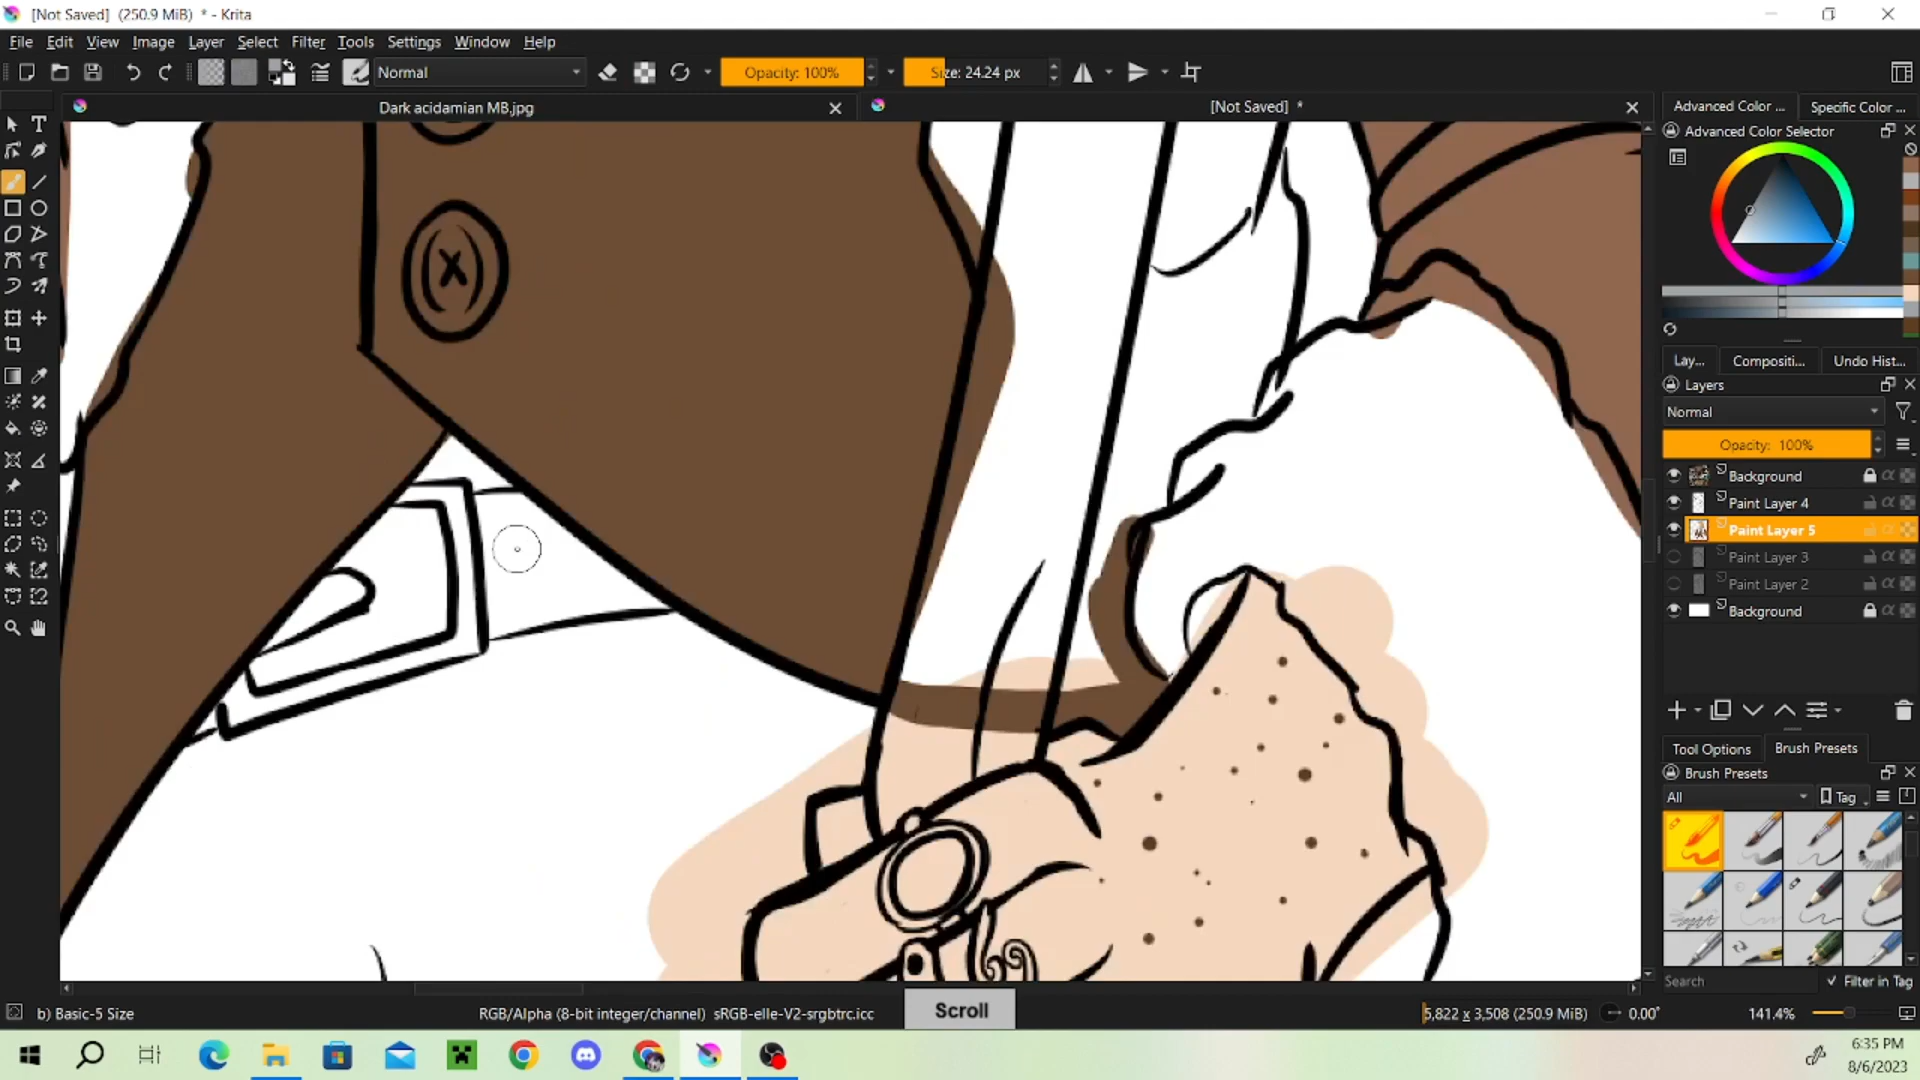 [Not Saved]  (250.9 MiB)  * - Krita
File Edit View Image Layer Select Filter Tools Settings Window Help
Normal Opacity: 100% Size: 24.24 px
Dark acidamian MB.jpg [Not Saved] *
Advanced Color ... Specific Color ...
Advanced Color Selector
Lay... Compositi... Undo Hist...
Layers
Normal
Opacity: 100%
Background
Paint Layer 4
Paint Layer 5
Paint Layer 3
Paint Layer 2
Background
Tool Options Brush Presets
Brush Presets
All Tag
Search Filter in Tag
b) Basic-5 Size RGB/Alpha (8-bit integer/channel) sRGB-elle-V2-srgbtrc.icc Scroll 5,822 x 3,508 (250.9 MiB) 0.00° 141.4%
6:35 PM
8/6/2023